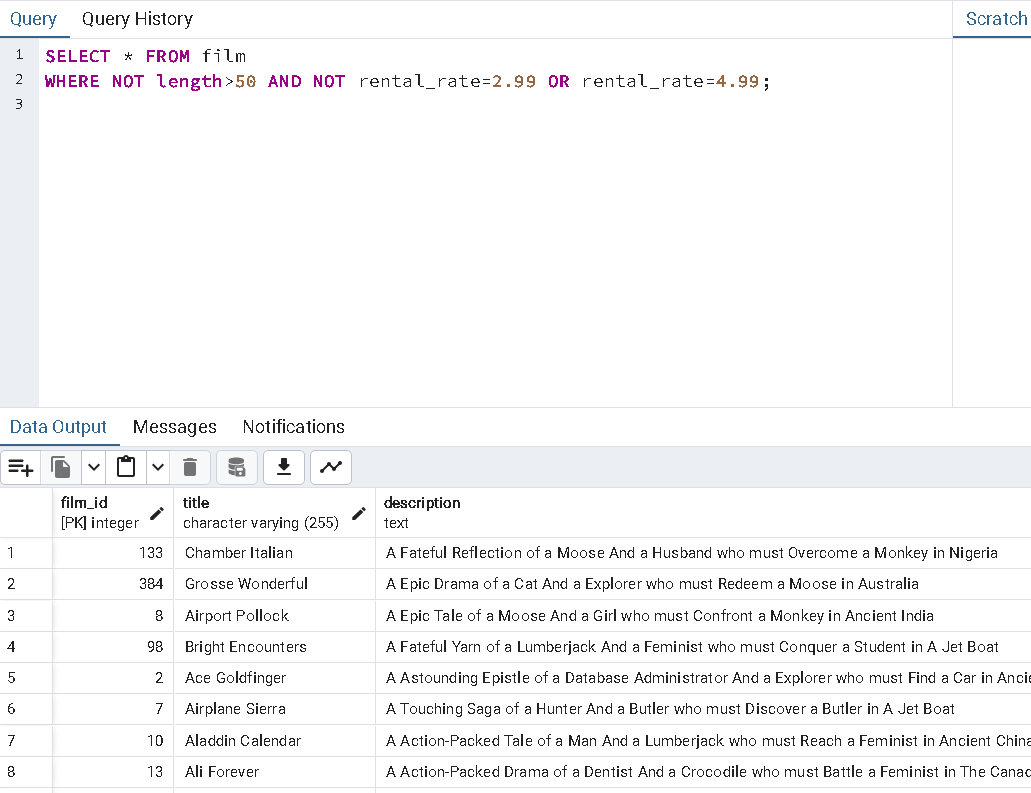 Query Query History Scratch
1 SELECT * FROM film
2 WHERE NOT length>50 AND NOT rental_rate=2.99 OR rental_rate=4.99;
3
Data Output Messages Notifications
film_id title description
[PK] integer character varying (255) text
1 133 Chamber Italian A Fateful Reflection of a Moose And a Husband who must Overcome a Monkey in Nigeria
2 384 Grosse Wonderful A Epic Drama of a Cat And a Explorer who must Redeem a Moose in Australia
3 8 Airport Pollock A Epic Tale of a Moose And a Girl who must Confront a Monkey in Ancient India
4 98 Bright Encounters A Fateful Yarn of a Lumberjack And a Feminist who must Conquer a Student in A Jet Boat
5 2 Ace Goldfinger A Astounding Epistle of a Database Administrator And a Explorer who must Find a Car in Ancie
6 7 Airplane Sierra A Touching Saga of a Hunter And a Butler who must Discover a Butler in A Jet Boat
7 10 Aladdin Calendar A Action-Packed Tale of a Man And a Lumberjack who must Reach a Feminist in Ancient China
8 13 Ali Forever A Action-Packed Drama of a Dentist And a Crocodile who must Battle a Feminist in The Canad